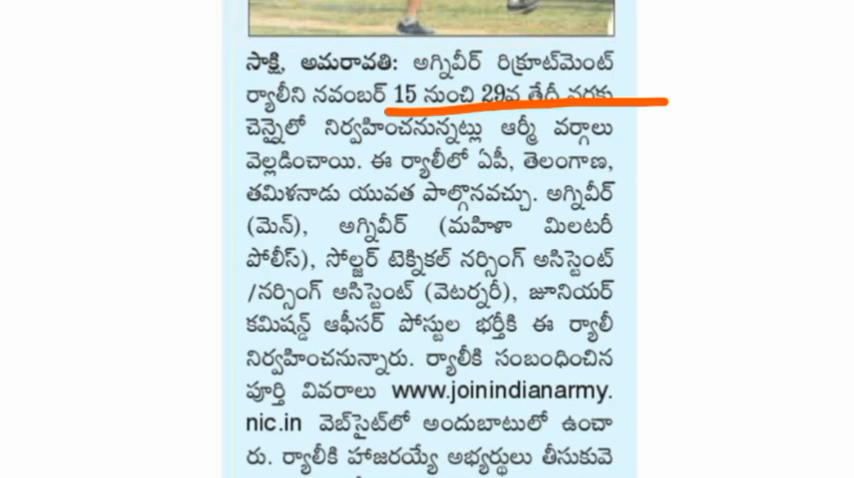 సాక్షి, అమరావతి: అగ్నివీర్ రిక్రూట్‌మెంట్
ర్యాలీని నవంబర్ 15 నుంచి 29వ తేదీ వరకు
చెన్నైలో నిర్వహించనున్నట్లు ఆర్మీ వర్గాలు
వెల్లడించాయి. ఈ ర్యాలీలో ఏపీ, తెలంగాణ,
తమిళనాడు యువత పాల్గొనవచ్చు. అగ్నివీర్
(మెన్), అగ్నివీర్ (మహిళా మిలటరీ
పోలీస్), సోల్జర్ టెక్నికల్ నర్సింగ్ అసిస్టెంట్
/నర్సింగ్ అసిస్టెంట్ (వెటర్నరీ), జూనియర్
కమిషన్డ్ ఆఫీసర్ పోస్టుల భర్తీకి ఈ ర్యాలీ
నిర్వహించనున్నారు. ర్యాలీకి సంబంధించిన
పూర్తి వివరాలు www.joinindianarmy.
nic.in వెబ్‌సైట్‌లో అందుబాటులో ఉంచా
రు. ర్యాలీకి హాజరయ్యే అభ్యర్థులు తీసుకువె